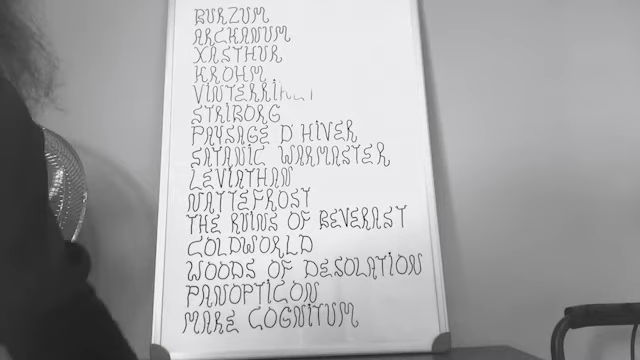 BURZUM
ARCHANUM
XASTHUR
KROHM
STRIBORG
PAYSAGE D'HIVER
SATANIC WARMASTER
LEVIATHAN
NATTEFROST
THE RUINS OF BEVERAST
COLDWORLD
WOODS OF DESOLATION
PANOPTICON
MARE COGNITUM